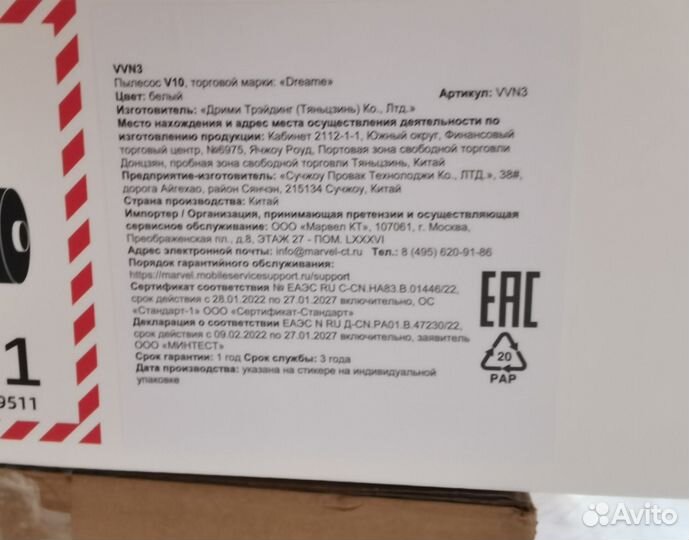 VVN3
Пылесос V10, торговой марки: «Dreame»
Цвет: белый
Артикул: VVN3
Изготовитель: «Дрими Трэйдинг (Тяньцзинь) Ко., Лтд.»
Место нахождения и адрес места осуществления деятельности по
изготовлению продукции: Кабинет 2112-1-1, Южный округ, Финансовый
торговый центр, №6975, Ячжоу Роуд, Портовая зона свободной торговли
Донцзян, пробная зона свободной торговли Тяньцзинь, Китай
Предприятие-изготовитель: «Сучжоу Провак Технолоджи Ко., ЛТД.», 38#,
дорога Айгехао, район Сянчэн, 215134 Сучжоу, Китай
Страна производства: Китай
Импортер / Организация, принимающая претензии и осуществляющая
сервисное обслуживание: ООО «Марвел КТ», 107061, г. Москва,
Преображенская пл., д.8, ЭТАЖ 27 - ПОМ. LXXXVI
Адрес электронной почты: info@marvel-ct.ru Тел.: 8 (495) 620-91-86
Порядок гарантийного обслуживания:
https://marvel.mobileservicesupport.ru/support
Сертификат соответствия № ЕАЭС RU С-CN.НА83.В.01446/22,
срок действия с 28.01.2022 по 27.01.2027 включительно, ОС
«Стандарт-1» ООО «Сертификат-Стандарт»
Декларация о соответствии ЕАЭС N RU Д-CN.РА01.В.47230/22,
срок действия с 09.02.2022 по 27.01.2027 включительно, заявитель
ООО «МИНТЕСТ»
Срок гарантии: 1 год Срок службы: 3 года
Дата производства: указана на стикере на индивидуальной
упаковке
EAC
20
PAP
1
9511
Avito